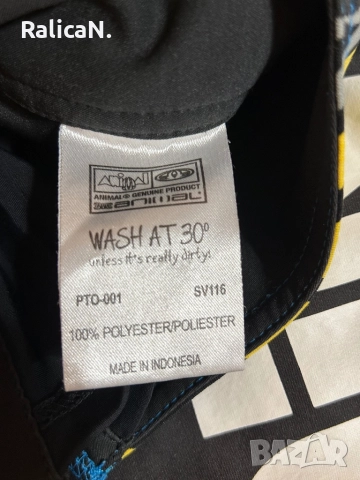 RalicaN.
ANIMAL
ANIMAL® GENUINE PRODUCT
animal
WASH AT 30°
unless it's really dirty!
PTO-001 SV116
100% POLYESTER/POLIESTER
MADE IN INDONESIA
BAZAR